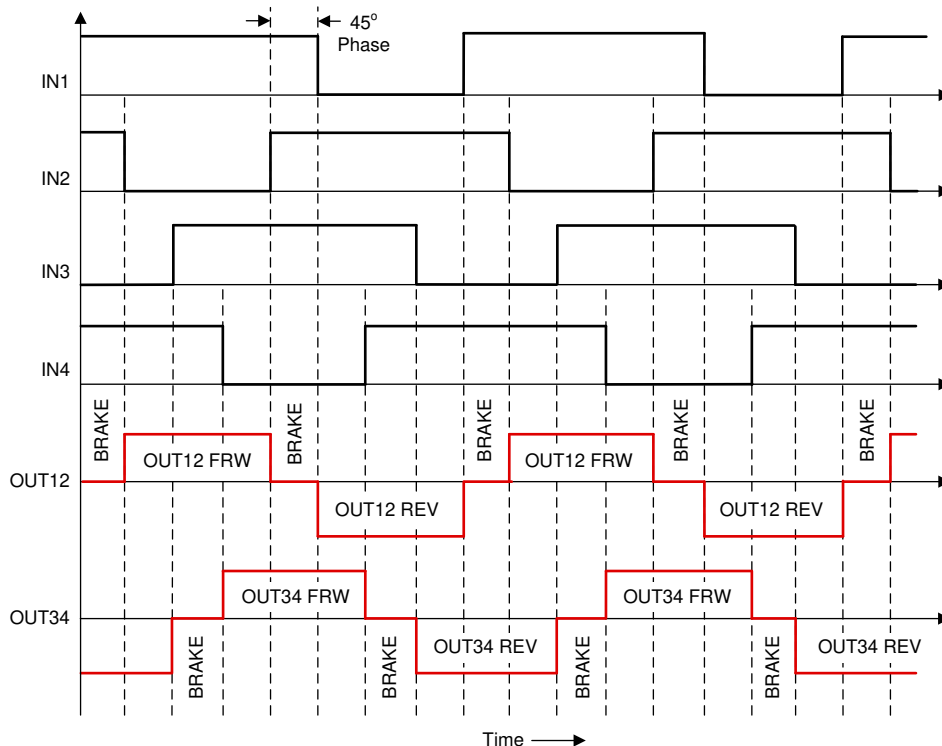 45° Phase
IN1
IN2
IN3
IN4
BRAKE
BRAKE
BRAKE
BRAKE
BRAKE
OUT12 FRW
OUT12 FRW
OUT12
OUT12 REV
OUT12 REV
OUT34 FRW
OUT34 FRW
OUT34
OUT34 REV
OUT34 REV
BRAKE
BRAKE
BRAKE
BRAKE
Time